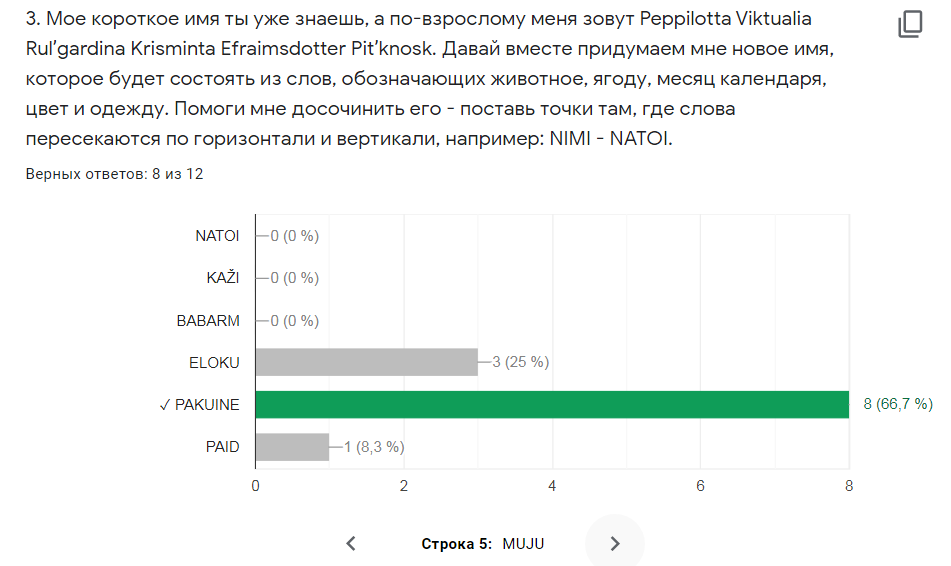 3. Мое короткое имя ты уже знаешь, а по-взрослому меня зовут Peppilotta Viktualia
Rul’gardina Krisminta Efraimsdotter Pit’knosk. Давай вместе придумаем мне новое имя,
которое будет состоять из слов, обозначающих животное, ягоду, месяц календаря,
цвет и одежду. Помоги мне досочинить его - поставь точки там, где слова
пересекаются по горизонтали и вертикали, например: NIMI - NATOI.
Верных ответов: 8 из 12
NATOI 0 (0 %)
KAŽI 0 (0 %)
BABARM 0 (0 %)
ELOKU 3 (25 %)
✓ PAKUINE 8 (66,7 %)
PAID 1 (8,3 %)
0 2 4 6 8
Строка 5: MUJU